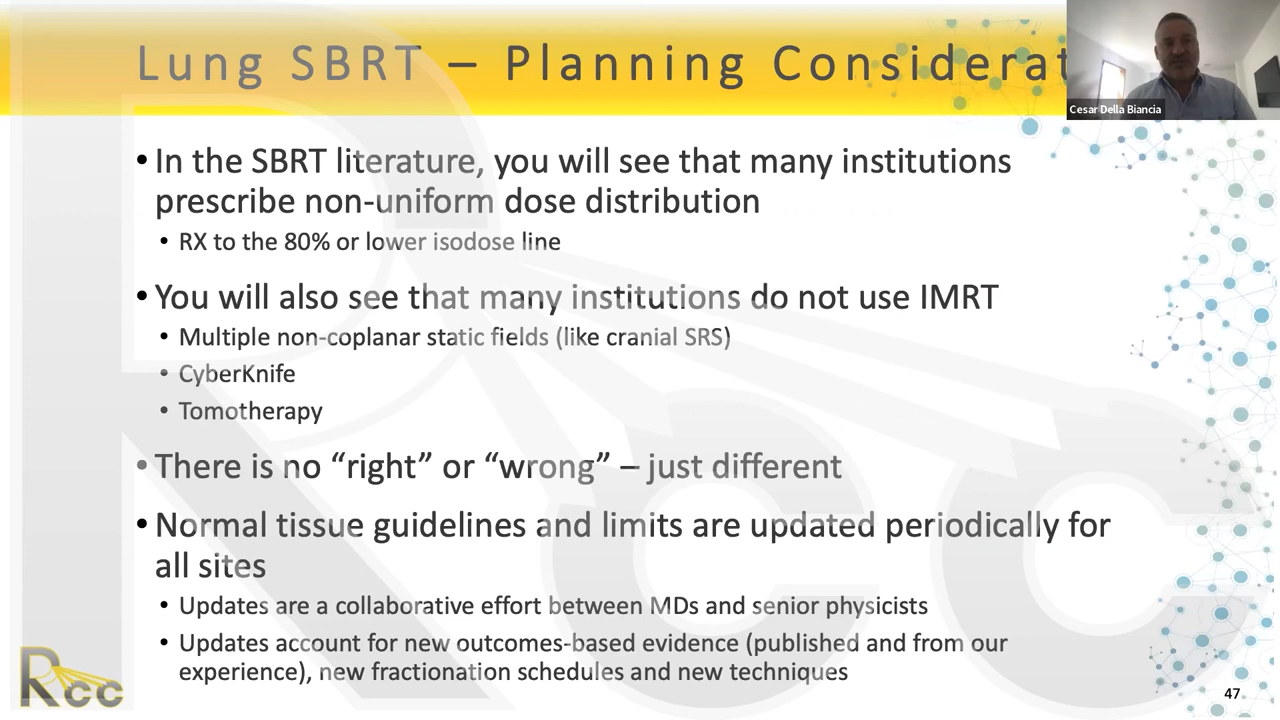 Lung SBRT – Planning Considerat
Cesar Della Biancia
• In the SBRT literature, you will see that many institutions
prescribe non-uniform dose distribution
• RX to the 80% or lower isodose line
• You will also see that many institutions do not use IMRT
• Multiple non-coplanar static fields (like cranial SRS)
• CyberKnife
• Tomotherapy
• There is no “right” or “wrong” – just different
• Normal tissue guidelines and limits are updated periodically for
all sites
• Updates are a collaborative effort between MDs and senior physicists
• Updates account for new outcomes-based evidence (published and from our
experience), new fractionation schedules and new techniques
Rcc
47